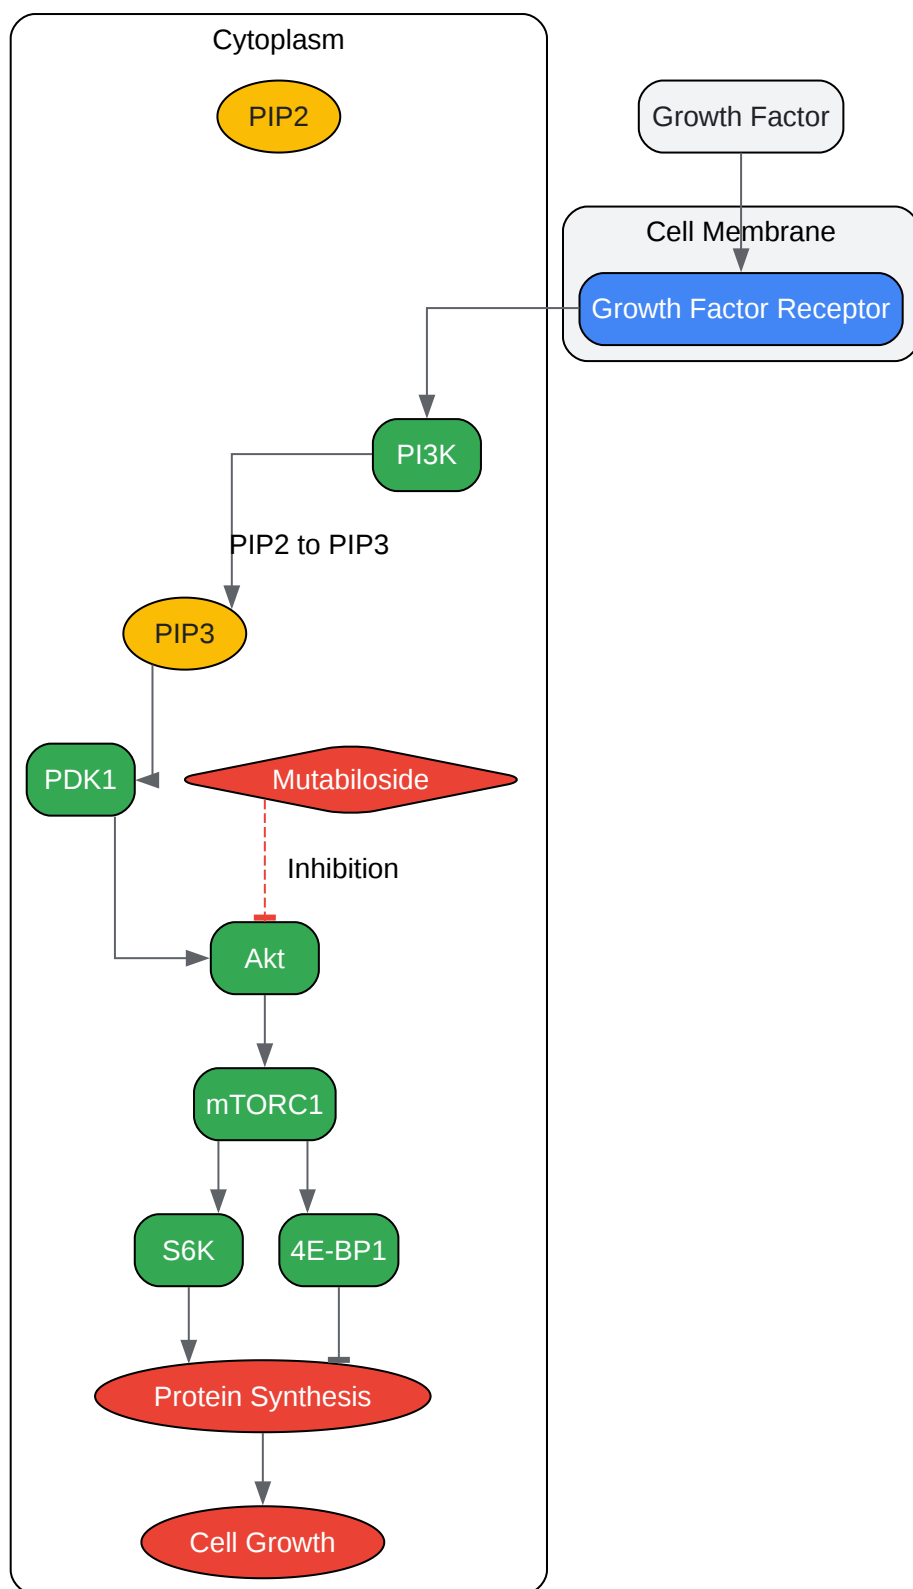 Cytoplasm
PIP2
Growth Factor
Cell Membrane
Growth Factor Receptor
PI3K
PIP2 to PIP3
PIP3
PDK1
Mutabiloside
Inhibition
Akt
mTORC1
S6K
4E-BP1
Protein Synthesis
Cell Growth